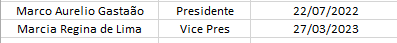 Marco Aurelio Gastaão Presidente 22/07/2022
Marcia Regina de Lima Vice Pres 27/03/2023